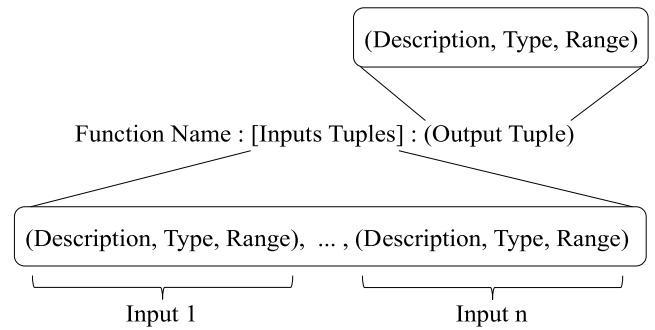 (Description, Type, Range)
Function Name : [Inputs Tuples] : (Output Tuple)
(Description, Type, Range), ... , (Description, Type, Range)
Input 1 Input n